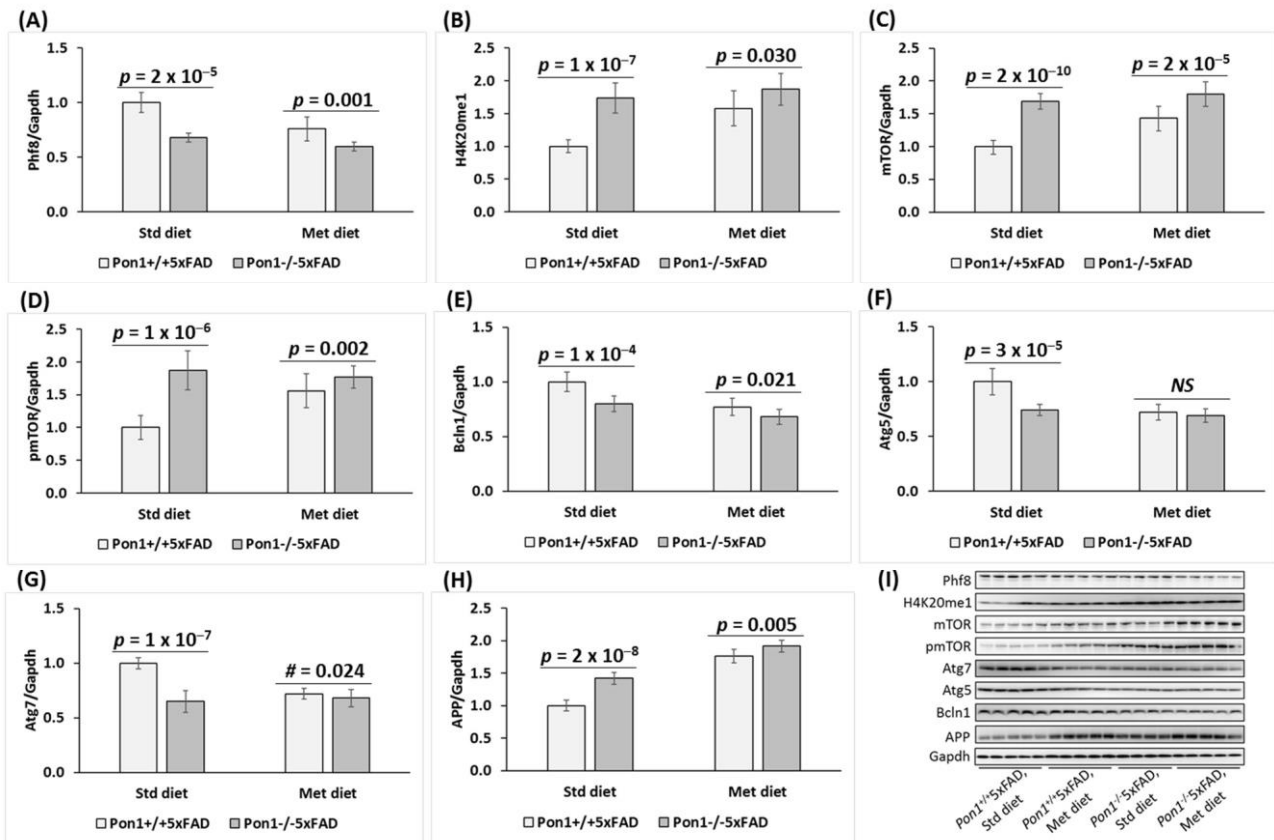 (A)
1.5
1.0
0.5
0.0
Phf8/Gapdh
p = 2 x 10⁻⁵
p = 0.001
Std diet
Met diet
Pon1+/+5xFAD
Pon1-/-5xFAD
(B)
2.5
2.0
1.5
1.0
0.5
0.0
H4K20me1
p = 1 x 10⁻⁷
p = 0.030
Std diet
Met diet
Pon1+/+5xFAD
Pon1-/-5xFAD
(C)
2.5
2.0
1.5
1.0
0.5
0.0
mTOR/Gapdh
p = 2 x 10⁻¹⁰
p = 2 x 10⁻⁵
Std diet
Met diet
Pon1+/+5xFAD
Pon1-/-5xFAD
(D)
2.5
2.0
1.5
1.0
0.5
0.0
pmTOR/Gapdh
p = 1 x 10⁻⁶
p = 0.002
Std diet
Met diet
Pon1+/+5xFAD
Pon1-/-5xFAD
(E)
1.5
1.0
0.5
0.0
Bcln1/Gapdh
p = 1 x 10⁻⁴
p = 0.021
Std diet
Met diet
Pon1+/+5xFAD
Pon1-/-5xFAD
(F)
1.5
1.0
0.5
0.0
Atg5/Gapdh
p = 3 x 10⁻⁵
NS
Std diet
Met diet
Pon1+/+5xFAD
Pon1-/-5xFAD
(G)
1.5
1.0
0.5
0.0
Atg7/Gapdh
p = 1 x 10⁻⁷
# = 0.024
Std diet
Met diet
Pon1+/+5xFAD
Pon1-/-5xFAD
(H)
2.5
2.0
1.5
1.0
0.5
0.0
APP/Gapdh
p = 2 x 10⁻⁸
p = 0.005
Std diet
Met diet
Pon1+/+5xFAD
Pon1-/-5xFAD
(I)
Phf8
H4K20me1
mTOR
pmTOR
Atg7
Atg5
Bcln1
APP
Gapdh
Pon1⁺/⁺5xFAD,
Std diet
Pon1⁺/⁺5xFAD,
Met diet
Pon1⁻/⁻5xFAD,
Std diet
Pon1⁻/⁻5xFAD,
Met diet